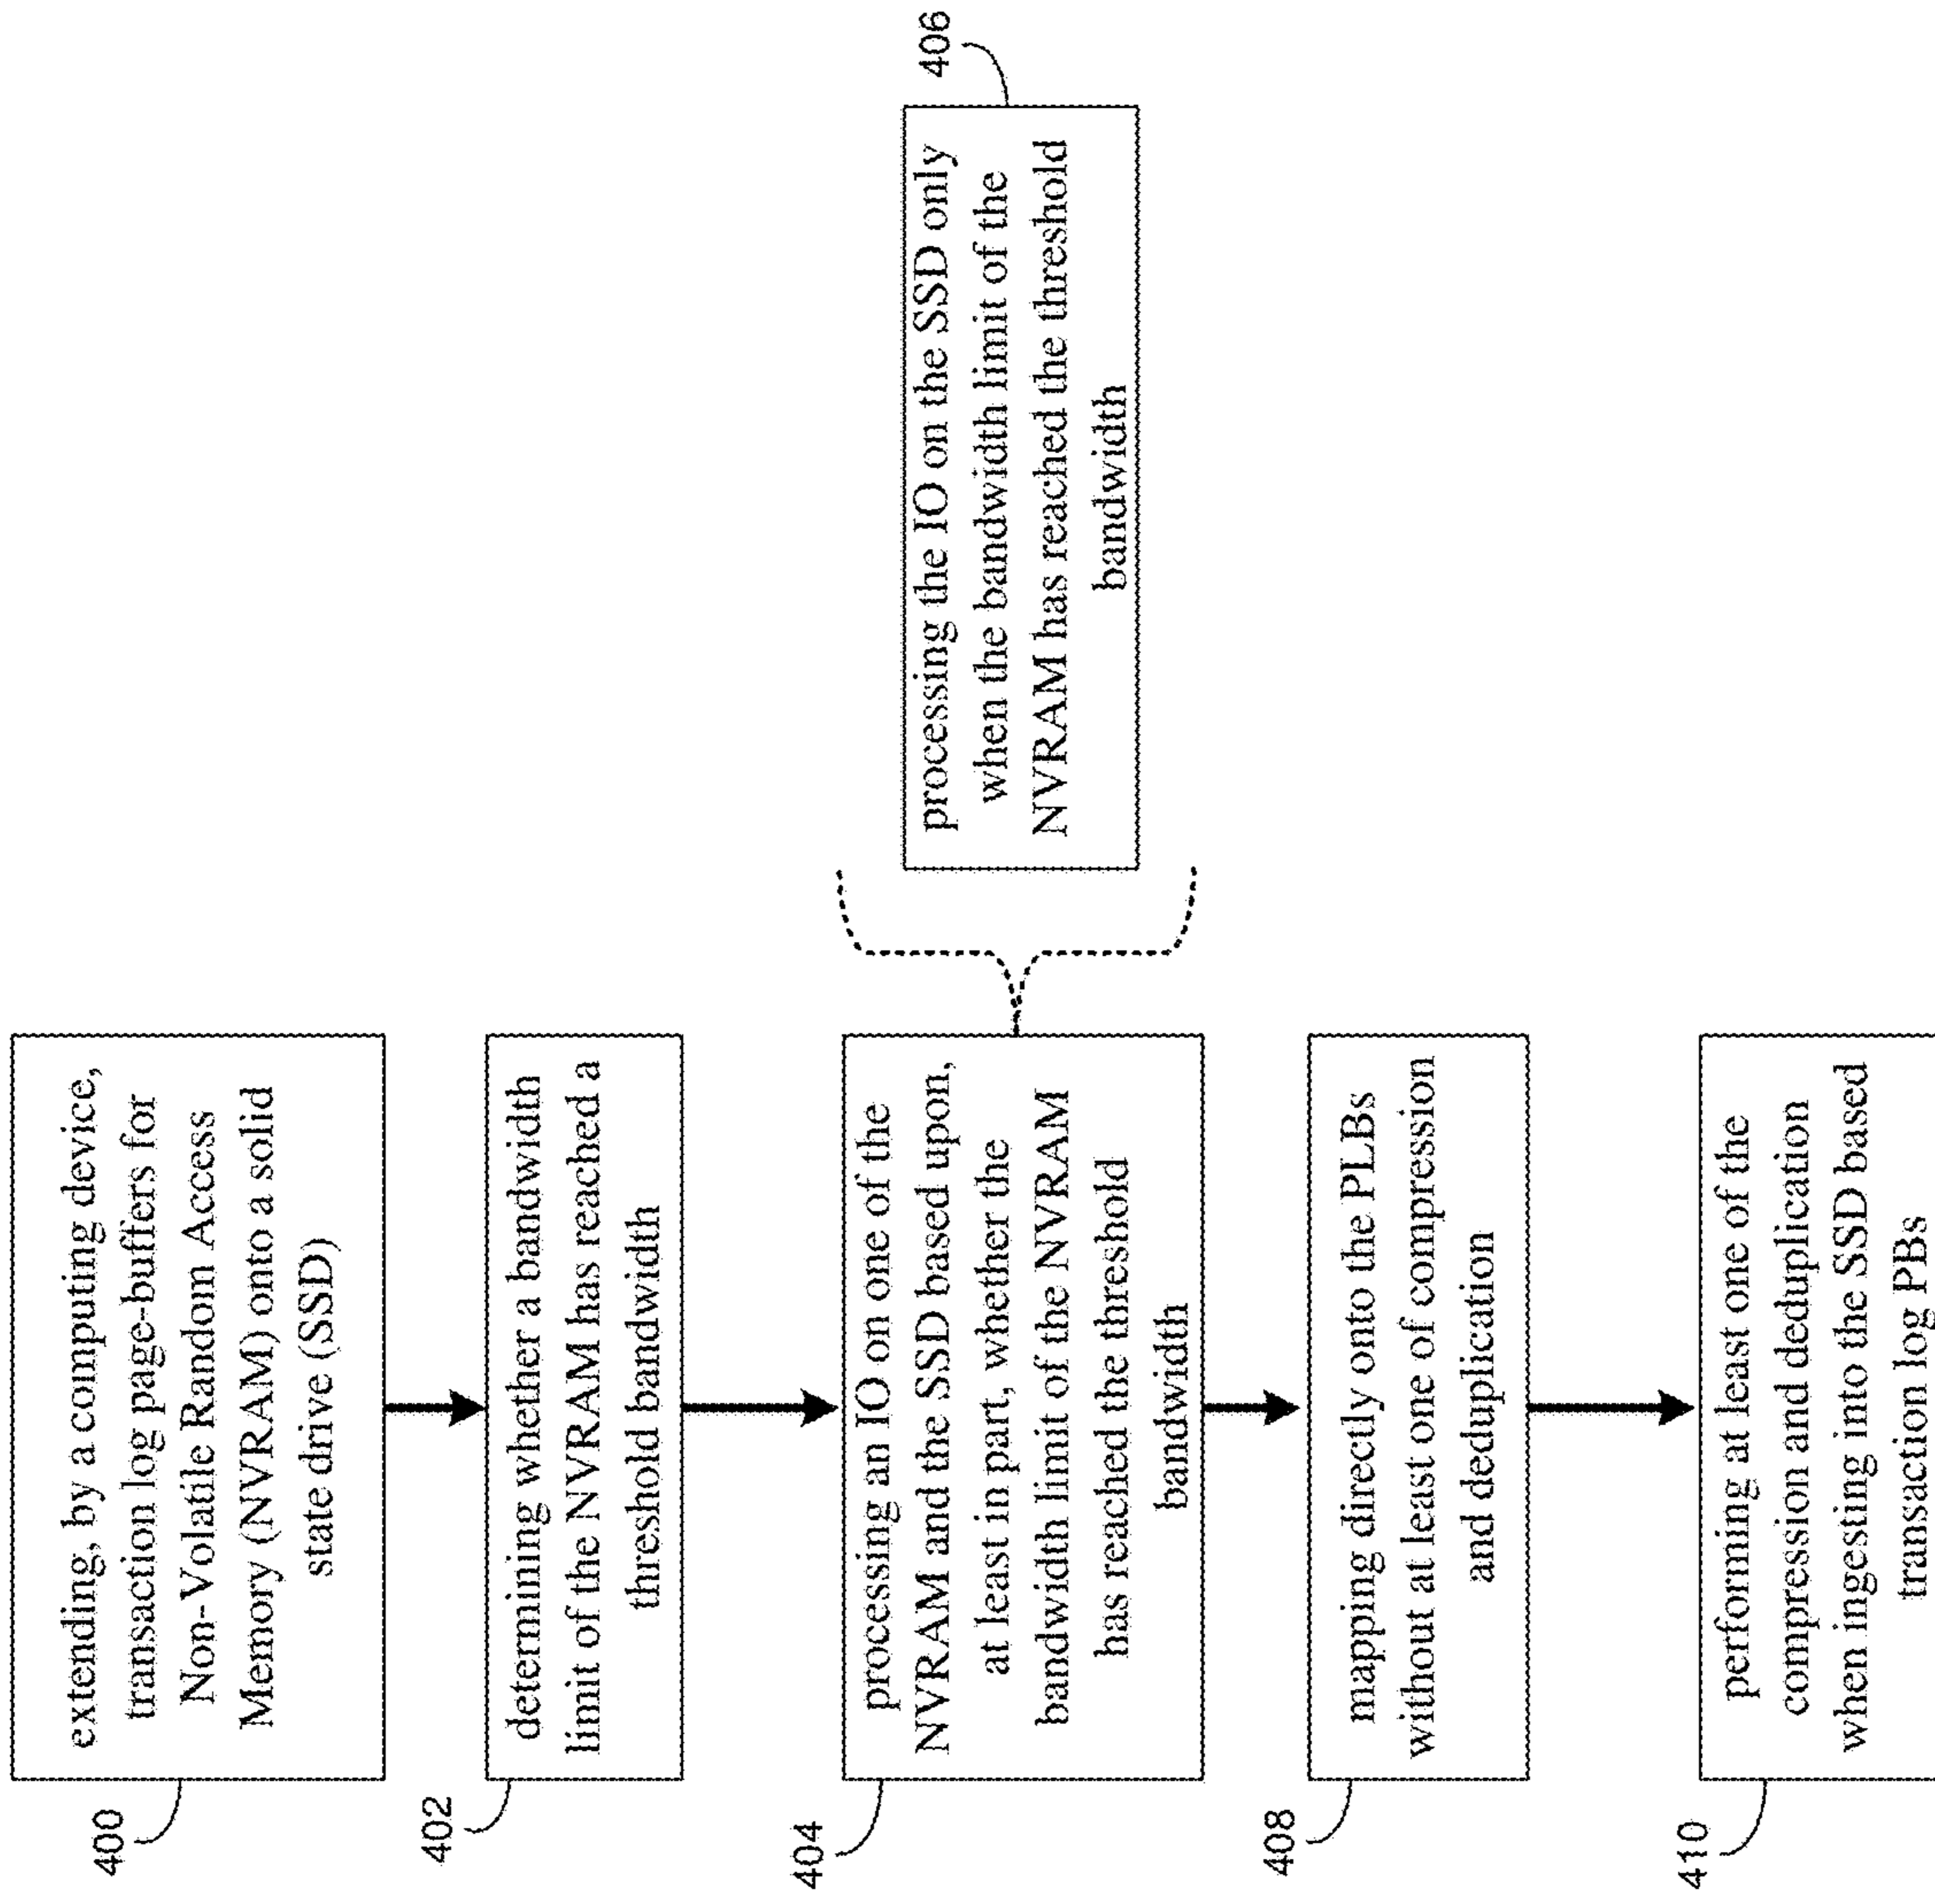 400
extending, by a computing device,
transaction log page-buffers for
Non-Volatile Random Access
Memory (NVRAM) onto a solid
state drive (SSD)
402
determining whether a bandwidth
limit of the NVRAM has reached a
threshold bandwidth
404
processing an IO on one of the
NVRAM and the SSD based upon,
at least in part, whether the
bandwidth limit of the NVRAM
has reached the threshold
bandwidth
406
processing the IO on the SSD only
when the bandwidth limit of the
NVRAM has reached the threshold
bandwidth
408
mapping directly onto the PLBs
without at least one of compression
and deduplication
410
performing at least one of the
compression and deduplication
when ingesting into the SSD based
transaction log PBs